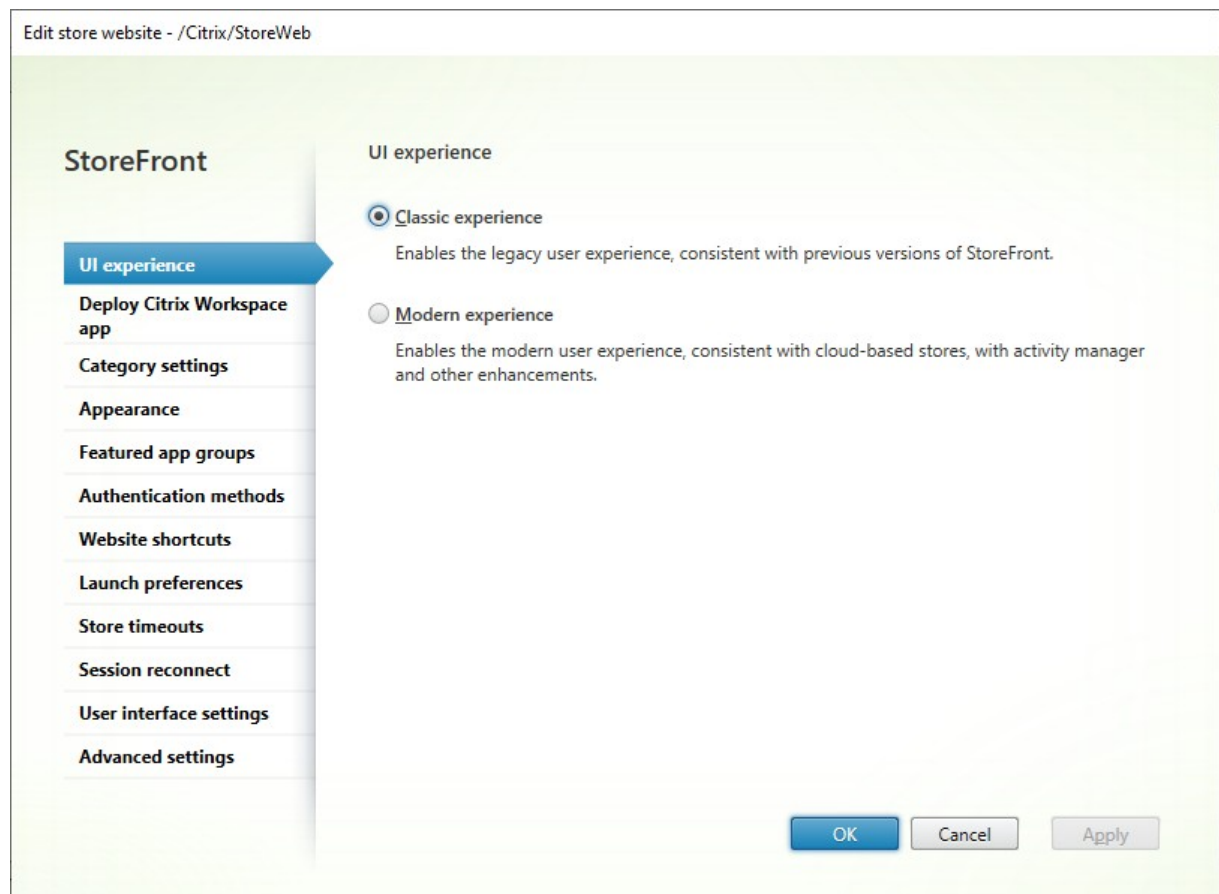 Edit store website - /Citrix/StoreWeb
StoreFront
UI experience
Deploy Citrix Workspace
app
Category settings
Appearance
Featured app groups
Authentication methods
Website shortcuts
Launch preferences
Store timeouts
Session reconnect
User interface settings
Advanced settings
UI experience
Classic experience
Enables the legacy user experience, consistent with previous versions of StoreFront.
Modern experience
Enables the modern user experience, consistent with cloud-based stores, with activity manager
and other enhancements.
OK
Cancel
Apply